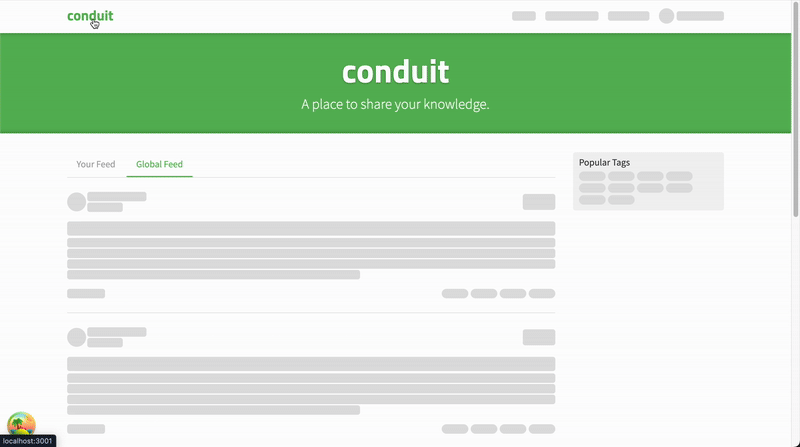 conduit
conduit
A place to share your knowledge.
Your Feed
Global Feed
Popular Tags
localhost:3001